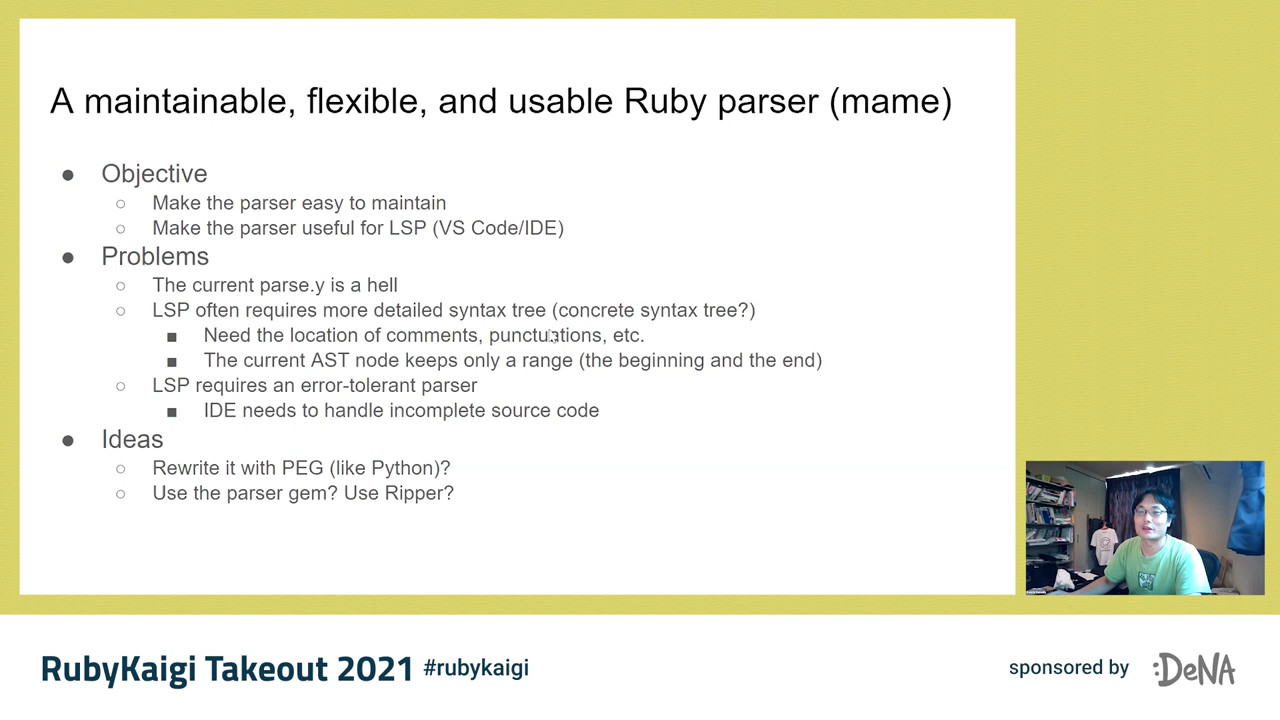 A maintainable, flexible, and usable Ruby parser (mame)
● Objective
○ Make the parser easy to maintain
○ Make the parser useful for LSP (VS Code/IDE)
● Problems
○ The current parse.y is a hell
○ LSP often requires more detailed syntax tree (concrete syntax tree?)
■ Need the location of comments, punctuations, etc.
■ The current AST node keeps only a range (the beginning and the end)
○ LSP requires an error-tolerant parser
■ IDE needs to handle incomplete source code
● Ideas
○ Rewrite it with PEG (like Python)?
○ Use the parser gem? Use Ripper?
RubyKaigi Takeout 2021 #rubykaigi
sponsored by :DeNA